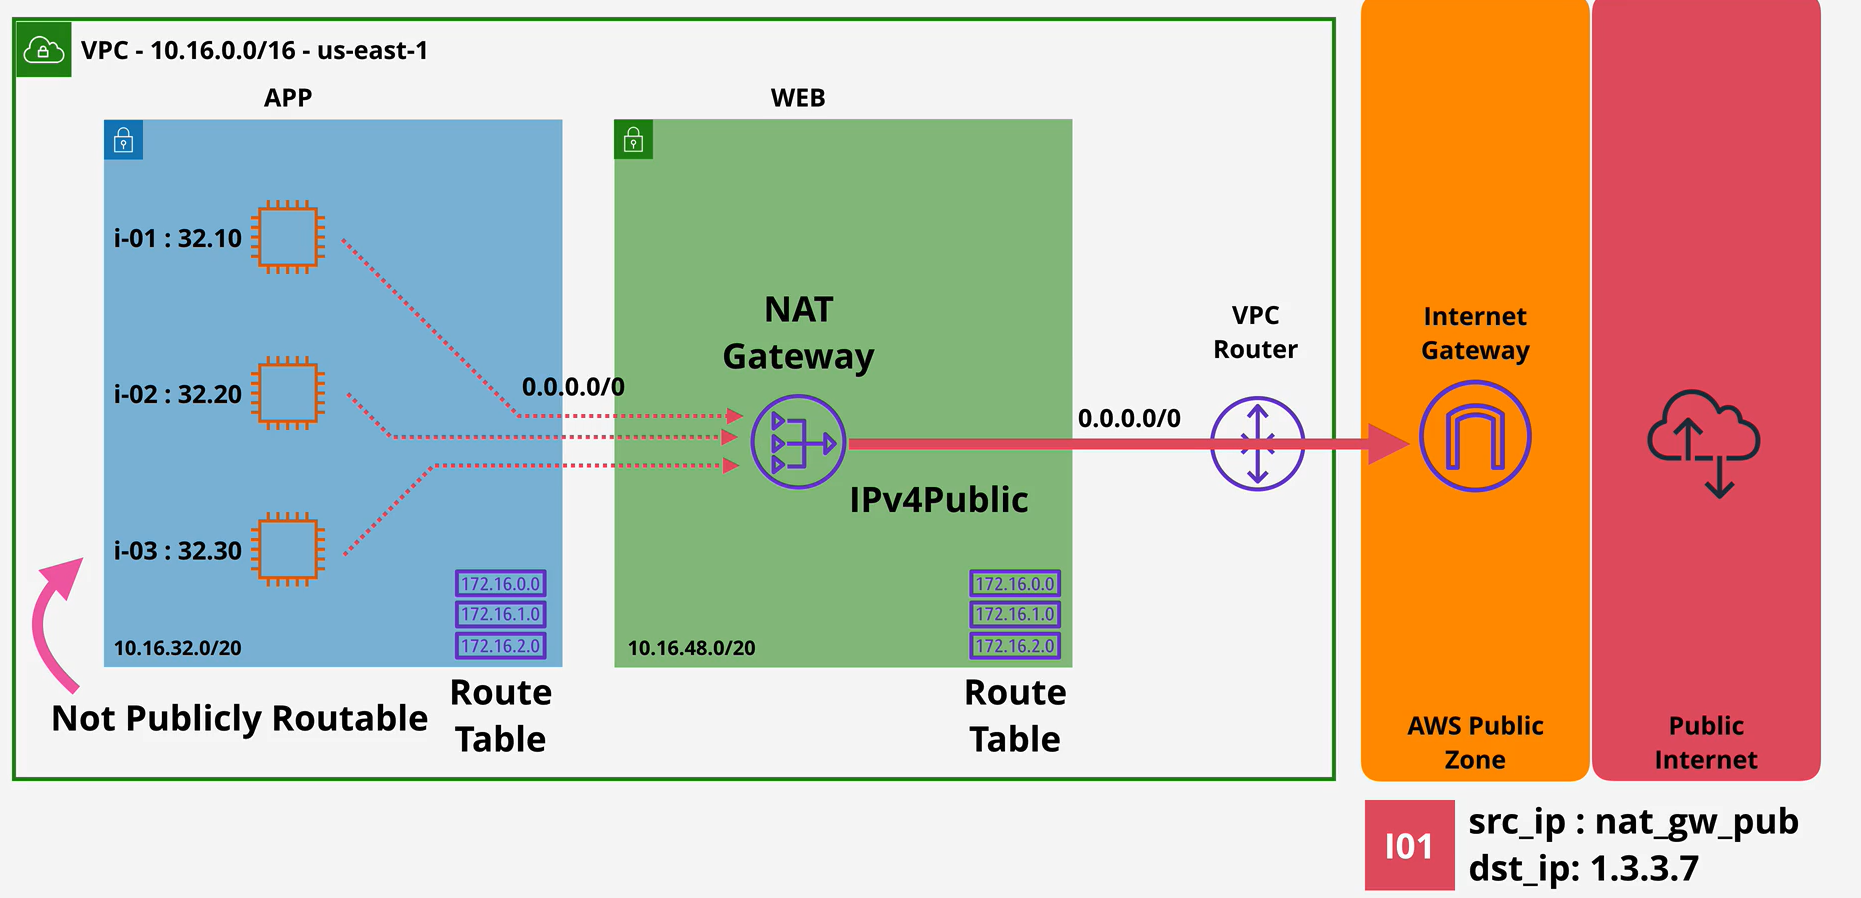 VPC - 10.16.0.0/16 - us-east-1
APP
WEB
i-01 : 32.10
i-02 : 32.20
i-03 : 32.30
0.0.0.0/0
NAT
Gateway
IPv4Public
0.0.0.0/0
VPC
Router
Internet
Gateway
172.16.0.0
172.16.1.0
172.16.2.0
10.16.32.0/20
172.16.0.0
172.16.1.0
172.16.2.0
10.16.48.0/20
Not Publicly Routable
Route
Table
Route
Table
AWS Public
Zone
Public
Internet
I01
src_ip : nat_gw_pub
dst_ip: 1.3.3.7